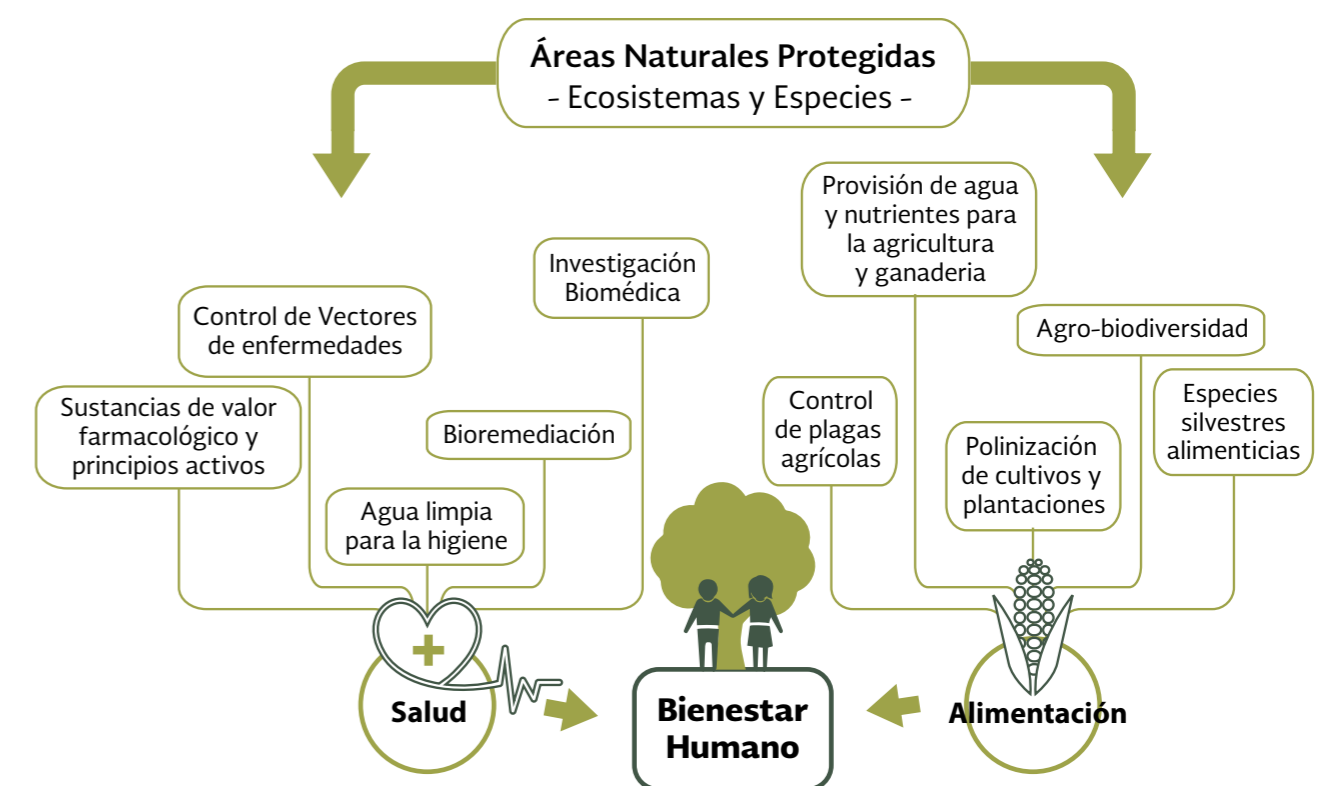 Áreas Naturales Protegidas
- Ecosistemas y Especies -
Sustancias de valor
farmacológico y
principios activos
Control de Vectores
de enfermedades
Agua limpia
para la higiene
Bioremediación
Investigación
Biomédica
Control
de plagas
agrícolas
Provisión de agua
y nutrientes para
la agricultura
y ganaderia
Polinización
de cultivos y
plantaciones
Agro-biodiversidad
Especies
silvestres
alimenticias
Salud
Bienestar
Humano
Alimentación